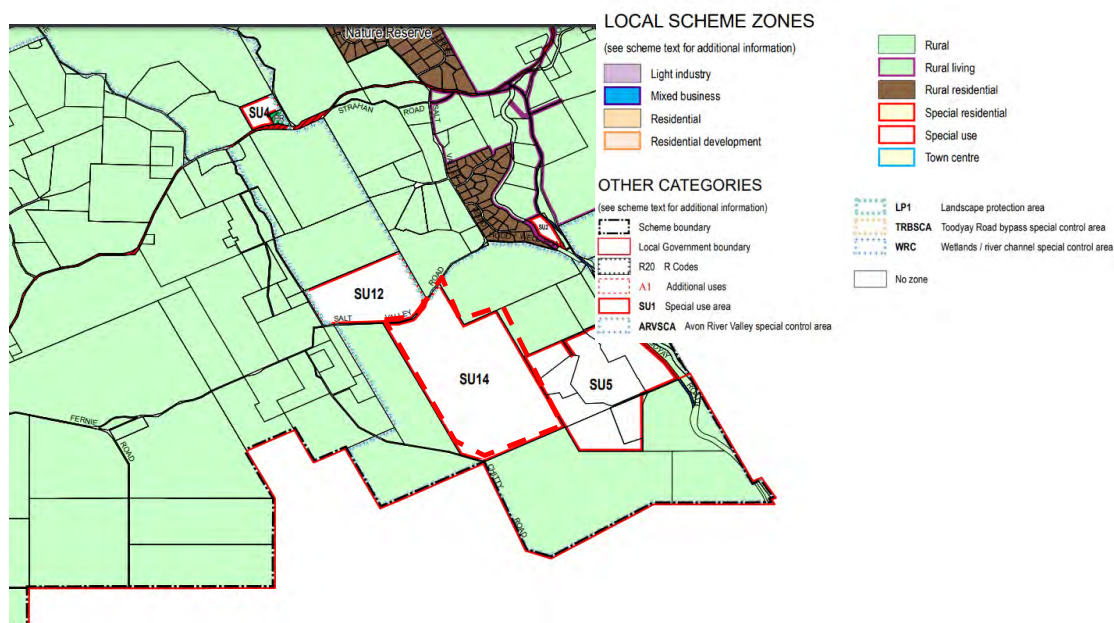 Nature Reserve
SU4
STRAHAN
ROAD
SALT
SU2
ROAD
SU12
SALT
VALLEY
SU14
SU5
ROAD
FERNIE
ROAD
CHITTY
ROAD
LOCAL SCHEME ZONES
(see scheme text for additional information)
Light industry
Mixed business
Residential
Residential development
Rural
Rural living
Rural residential
Special residential
Special use
Town centre
OTHER CATEGORIES
(see scheme text for additional information)
Scheme boundary
Local Government boundary
R20 R Codes
A1 Additional uses
SU1 Special use area
ARVSCA Avon River Valley special control area
LP1 Landscape protection area
TRBSCA Toodyay Road bypass special control area
WRC Wetlands / river channel special control area
No zone